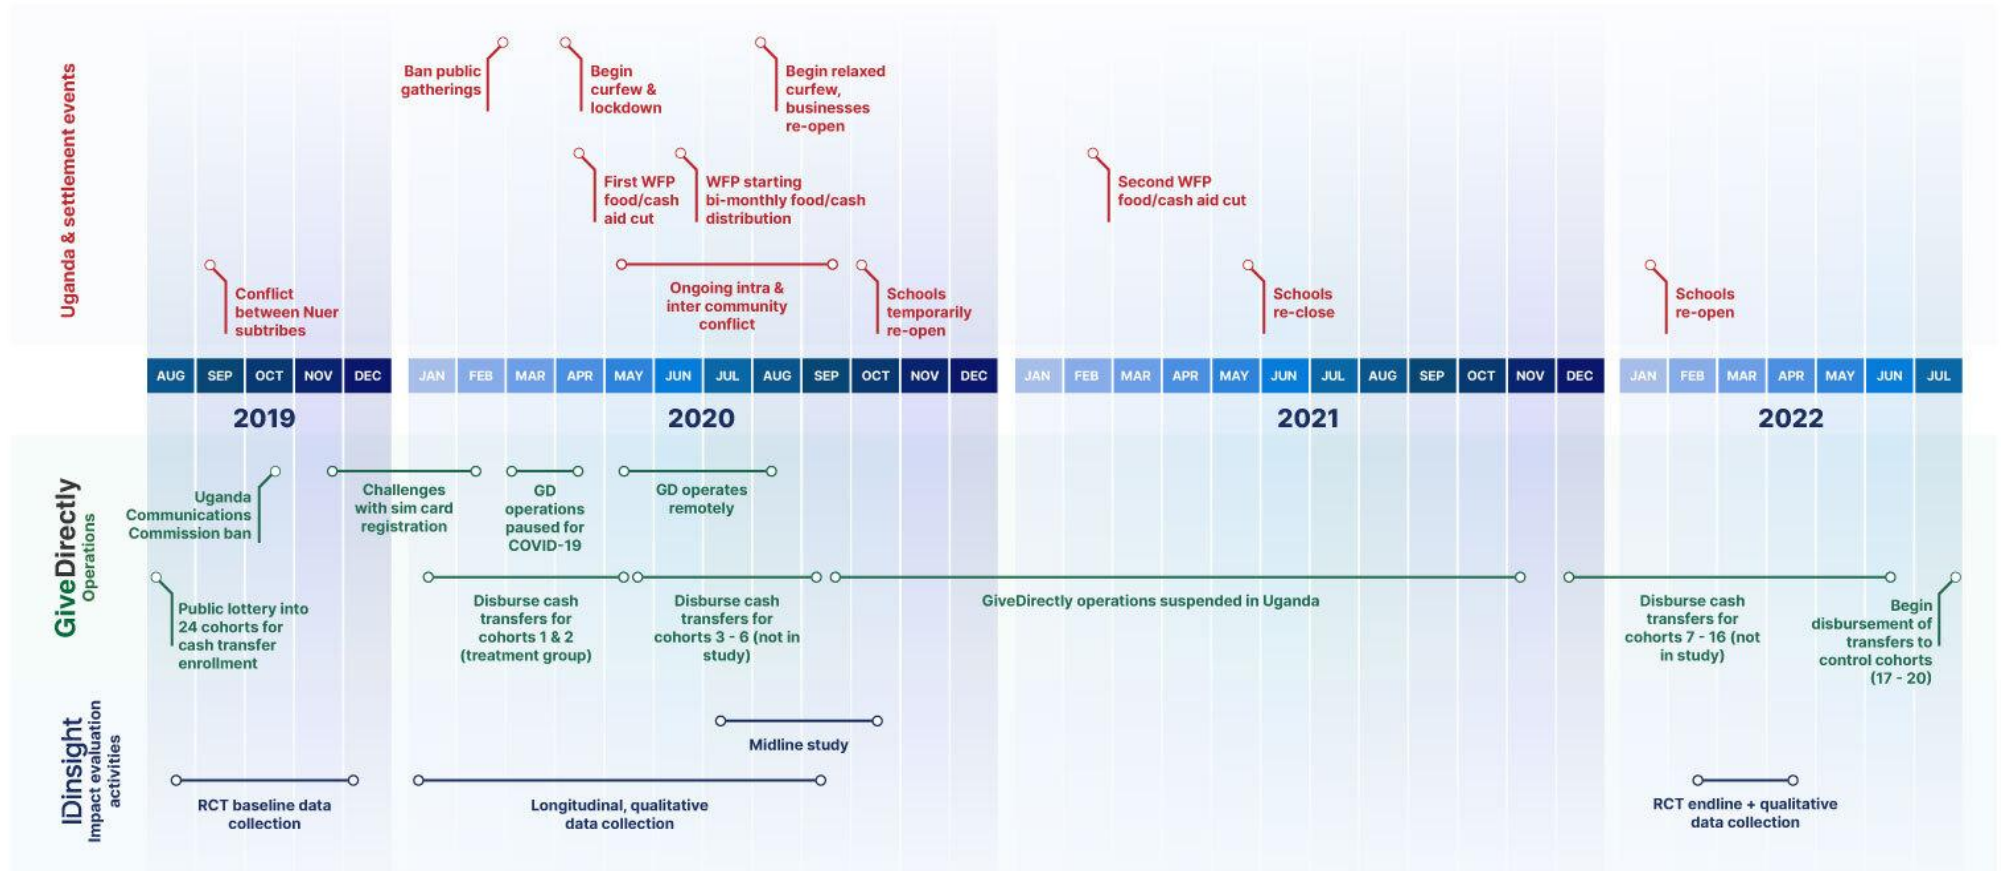 Uganda & settlement events
Ban public
gatherings
Begin
curfew &
lockdown
Begin relaxed
curfew,
businesses
re-open
First WFP
food/cash
aid cut
WFP starting
bi-monthly food/cash
distribution
Second WFP
food/cash aid cut
Conflict
between Nuer
subtribes
Ongoing intra &
inter community
conflict
Schools
temporarily
re-open
Schools
re-close
Schools
re-open
AUG SEP OCT NOV DEC JAN FEB MAR APR MAY JUN JUL AUG SEP OCT NOV DEC JAN FEB MAR APR MAY JUN JUL AUG SEP OCT NOV DEC JAN FEB MAR APR MAY JUN JUL
2019 2020 2021 2022
GiveDirectly
Operations
Uganda
Communications
Commission ban
Challenges
with sim card
registration
GD
operations
paused for
COVID-19
GD operates
remotely
Public lottery into
24 cohorts for
cash transfer
enrollment
Disburse cash
transfers for
cohorts 1 & 2
(treatment group)
Disburse cash
transfers for
cohorts 3 - 6 (not in
study)
GiveDirectly operations suspended in Uganda
Disburse cash
transfers for
cohorts 7 - 16 (not
in study)
Begin
disbursement of
transfers to
control cohorts
(17 - 20)
IDinsight
Impact evaluation
activities
Midline study
RCT baseline data
collection
Longitudinal, qualitative
data collection
RCT endline + qualitative
data collection